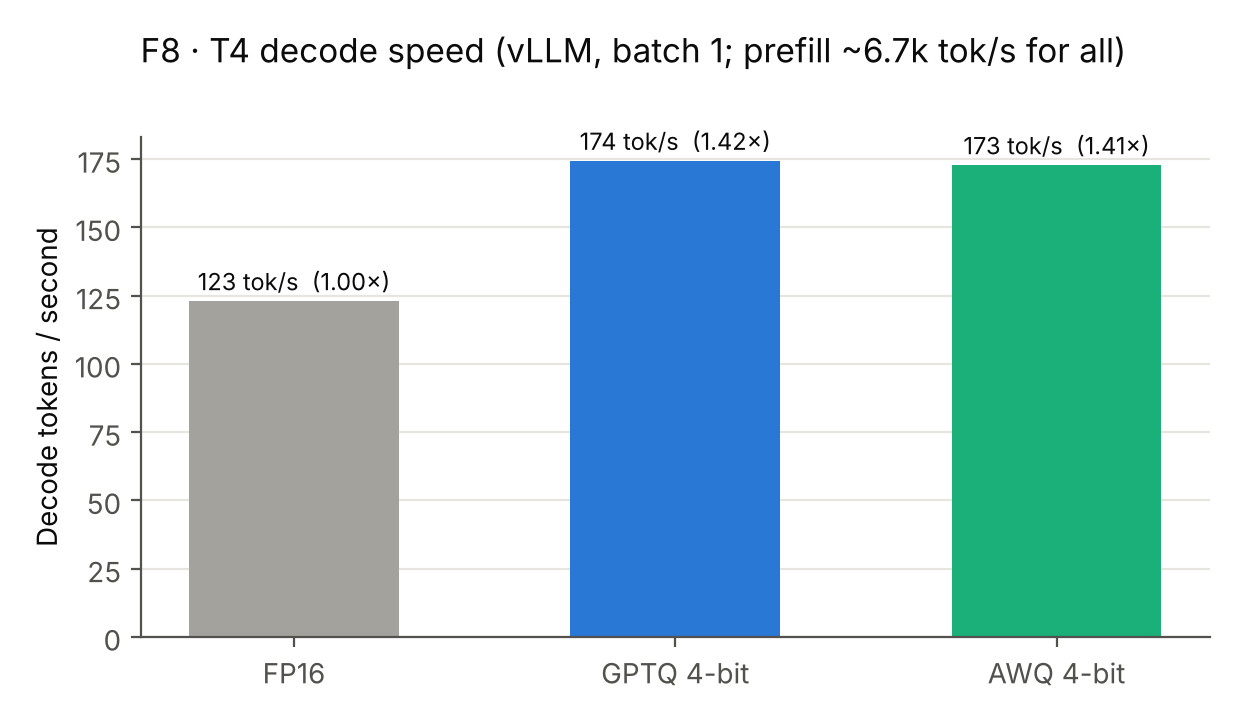 F8 · T4 decode speed (vLLM, batch 1; prefill ~6.7k tok/s for all)
Decode tokens / second
175
150
125
100
75
50
25
0
123 tok/s (1.00×)
174 tok/s (1.42×)
173 tok/s (1.41×)
FP16
GPTQ 4-bit
AWQ 4-bit